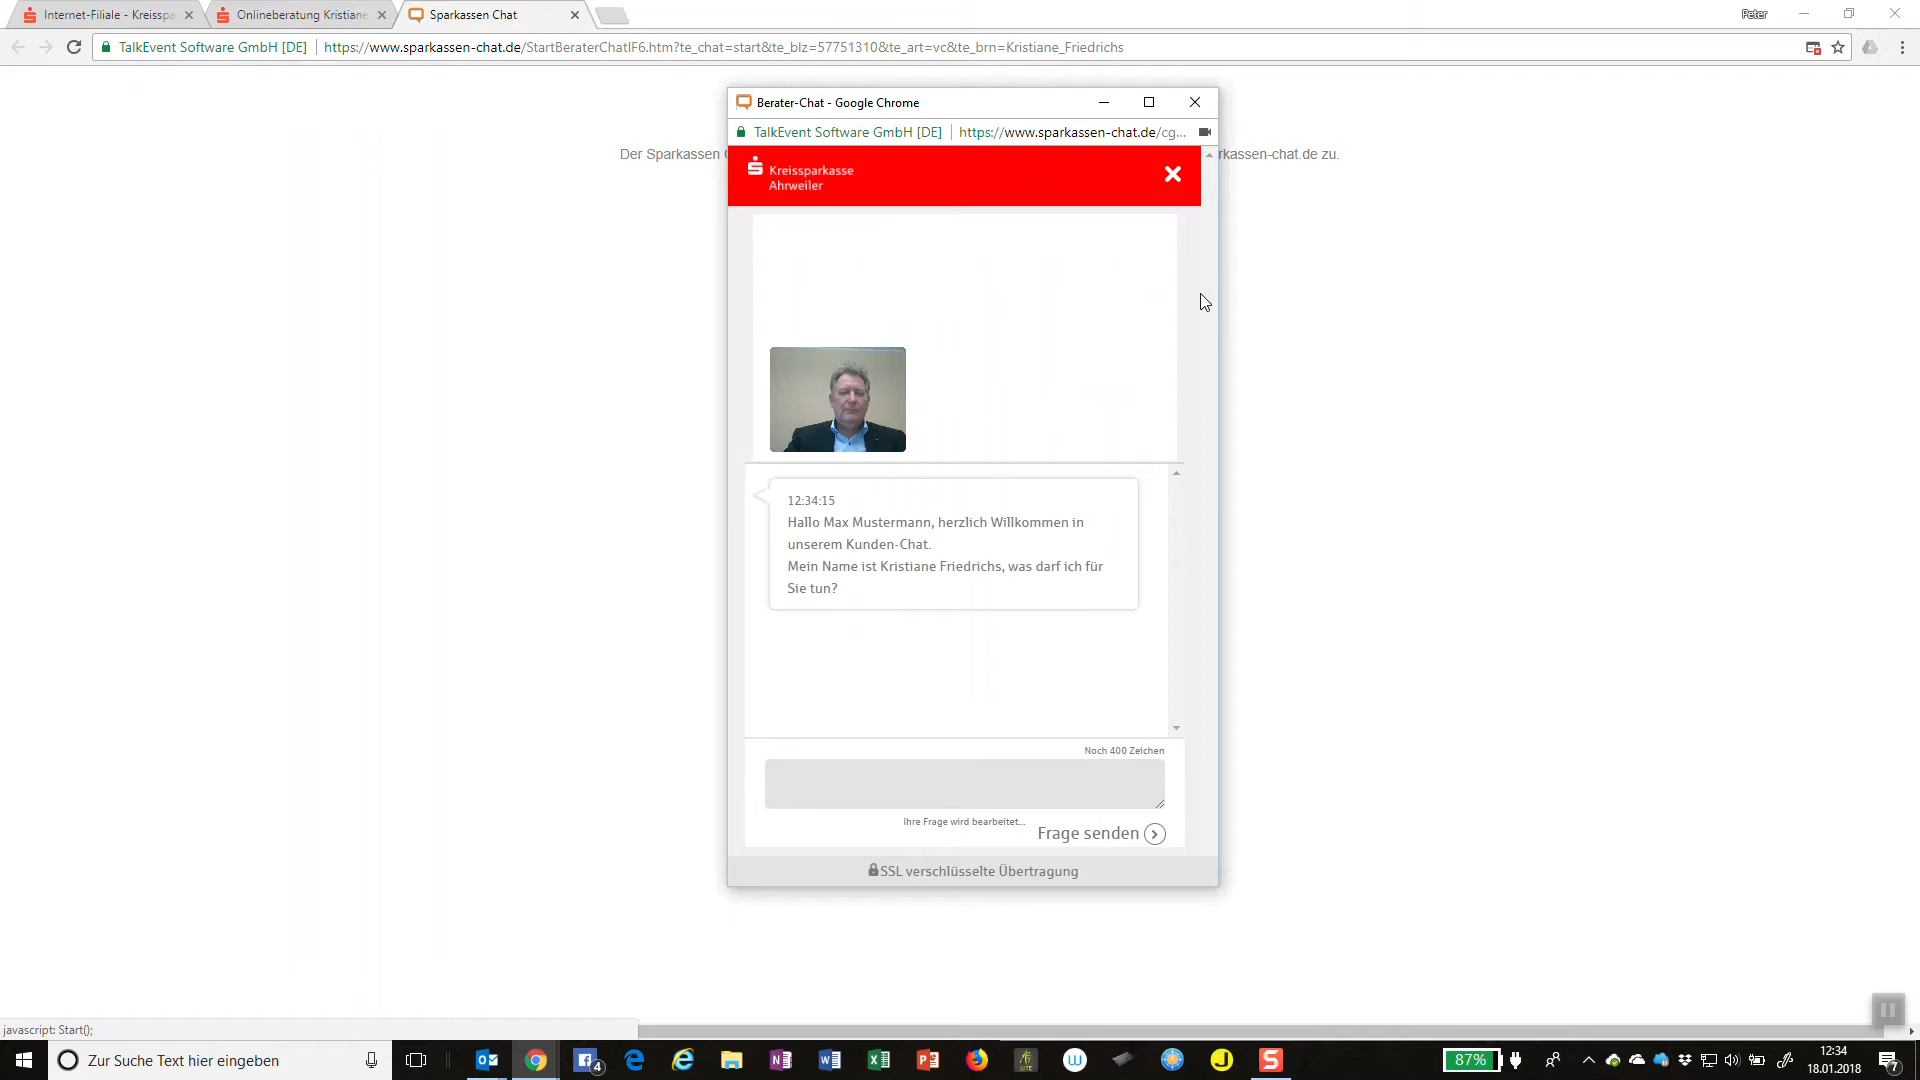 Internet-Filiale - Kreisspa
Onlineberatung Kristiane
Sparkassen Chat
Peter
TalkEvent Software GmbH [DE]
https://www.sparkassen-chat.de/StartBeraterChatIF6.htm?te_chat=start&te_blz=57751310&te_art=vc&te_brn=Kristiane_Friedrichs
Berater-Chat - Google Chrome
TalkEvent Software GmbH [DE]
https://www.sparkassen-chat.de/cg...
Der Sparkassen
rkassen-chat.de zu.
Kreissparkasse
Ahrweiler
12:34:15
Hallo Max Mustermann, herzlich Willkommen in
unserem Kunden-Chat.
Mein Name ist Kristiane Friedrichs, was darf ich für
Sie tun?
Noch 400 Zeichen
Ihre Frage wird bearbeitet...
Frage senden
SSL verschlüsselte Übertragung
javascript: Start();
Zur Suche Text hier eingeben
4
87%
12:34
18.01.2018
7